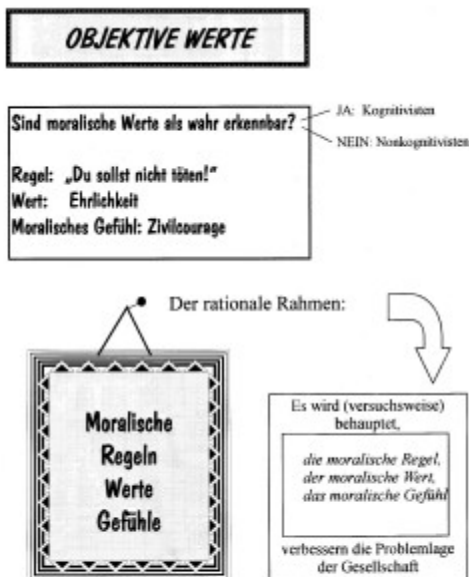 OBJEKTIVE WERTE
Sind moralische Werte als wahr erkennbar?
JA: Kognitivisten
NEIN: Nonkognitivisten
Regel: „Du sollst nicht töten!“
Wert: Ehrlichkeit
Moralisches Gefühl: Zivilcourage
Der rationale Rahmen:
Moralische
Regeln
Werte
Gefühle
Es wird (versuchsweise)
behauptet,
die moralische Regel,
der moralische Wert,
das moralische Gefühl
verbessern die Problemlage
der Gesellschaft